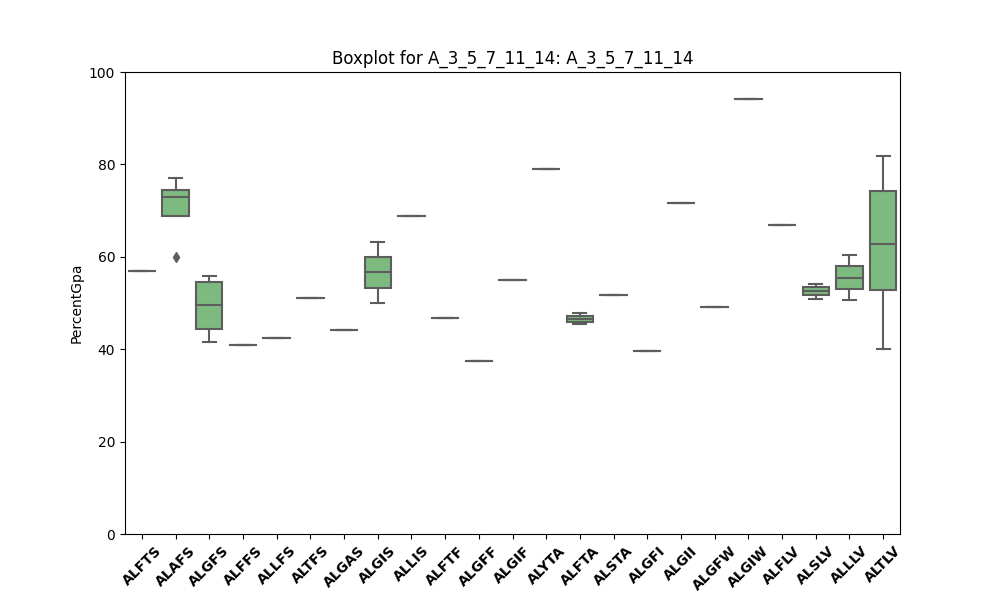 Boxplot for A_3_5_7_11_14: A_3_5_7_11_14
100
80
60
40
20
0
PercentGpa
ALFTS
ALAFS
ALGFS
ALFFS
ALLFS
ALTFS
ALGAS
ALGIS
ALLIS
ALFTF
ALGFF
ALGIF
ALYTA
ALFTA
ALSTA
ALGFI
ALGII
ALGFW
ALGIW
ALFLV
ALSLV
ALLLV
ALTLV